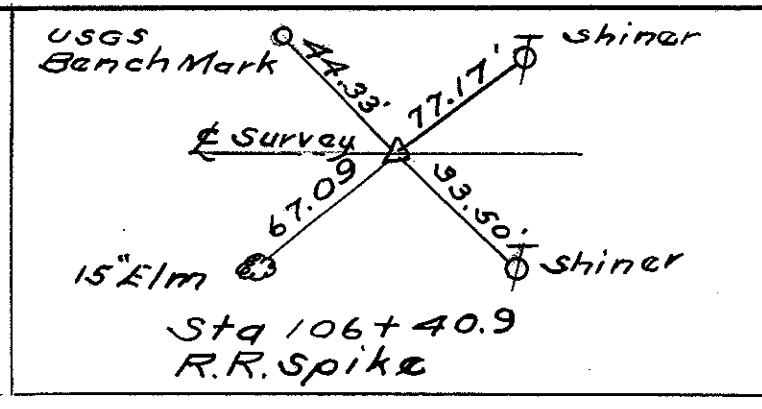 USGS
Bench Mark
44.33'
77.17'
shiner
℄ Survey
67.09
93.50'
15" Elm
shiner
Sta 106+40.9
R.R. Spike